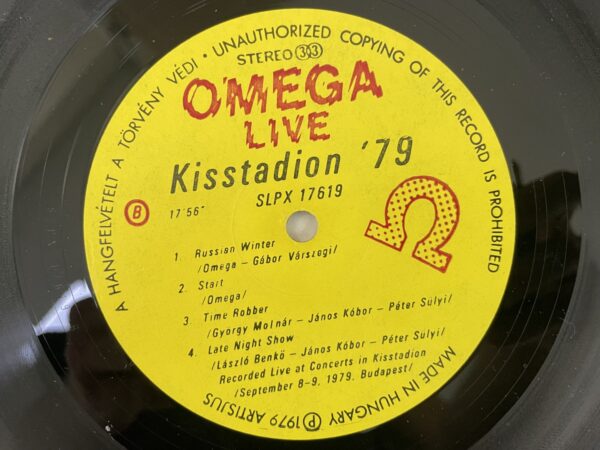 A HANGFELVÉTELT A TÖRVÉNY VÉDI · UNAUTHORIZED COPYING OF THIS RECORD IS PROHIBITED
STEREO 33
OMEGA
LIVE
Kisstadion '79
SLPX 17619
B
17'56"
Ω
1. Russian Winter
/Omega – Gábor Várszegi/
2. Start
/Omega/
3. Time Robber
/György Molnár – János Kóbor – Péter Sülyi/
4. Late Night Show
/László Benkö – János Kóbor – Péter Sülyi/
Recorded Live at Concerts in Kisstadion
/September 8–9, 1979, Budapest/
MADE IN HUNGARY Ⓟ 1979 ARTISJUS